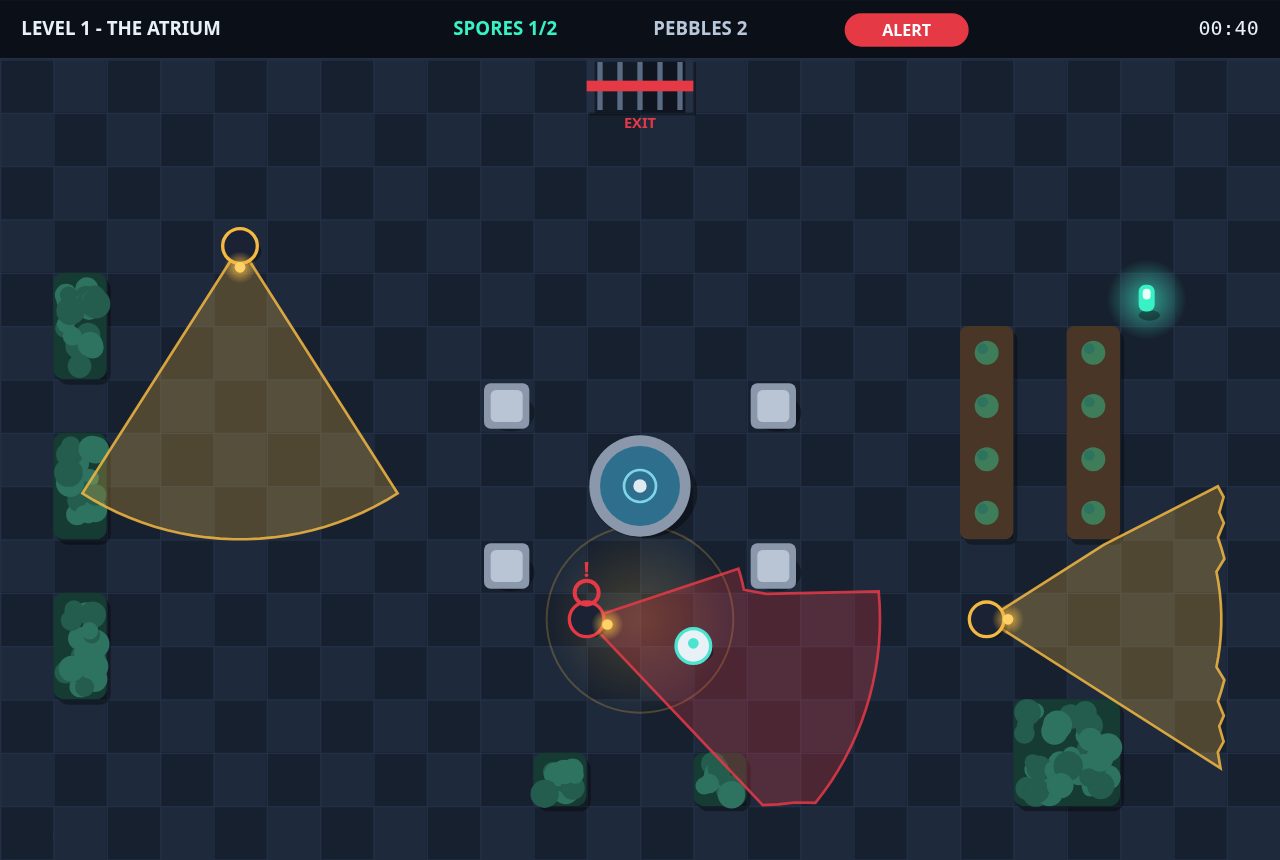 LEVEL 1 - THE ATRIUM
SPORES 1/2
PEBBLES 2
ALERT
00:40
EXIT
!